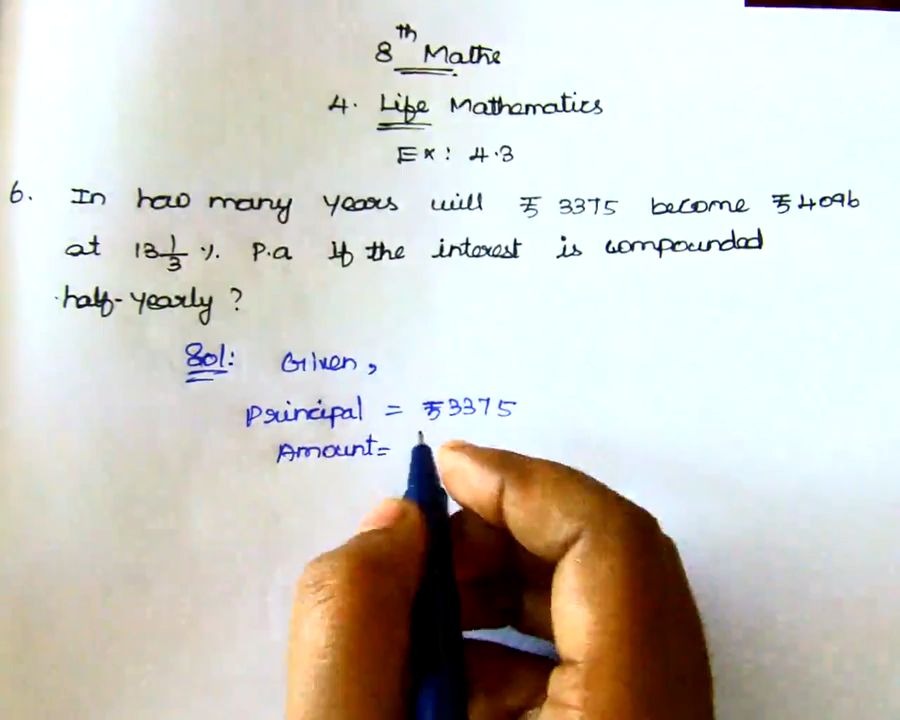 8th Maths
4. Life Mathematics
Ex: 4.3
6. In how many years will ₹ 3375 become ₹ 4096
at 13 1/3 %. P.a if the interest is compounded
half-yearly ?
Sol: Given,
Principal = ₹3375
Amount=